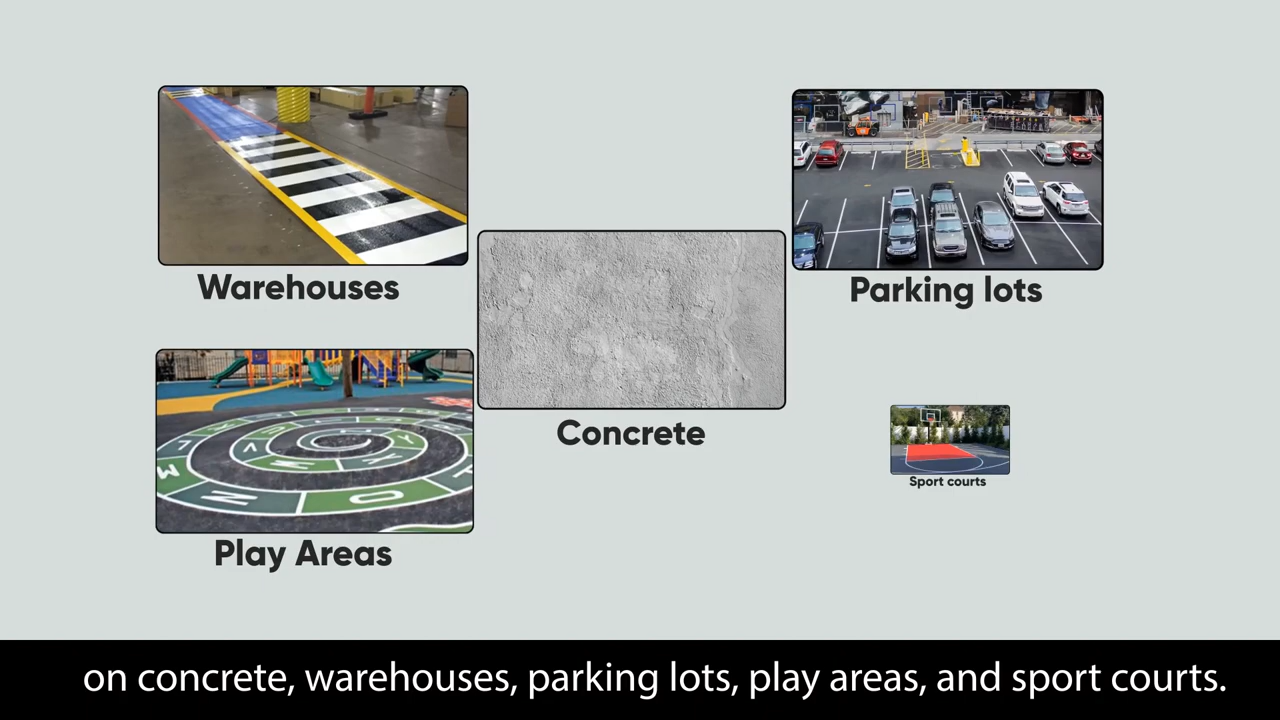 Warehouses
Parking lots
Concrete
Sport courts
Play Areas
on concrete, warehouses, parking lots, play areas, and sport courts.